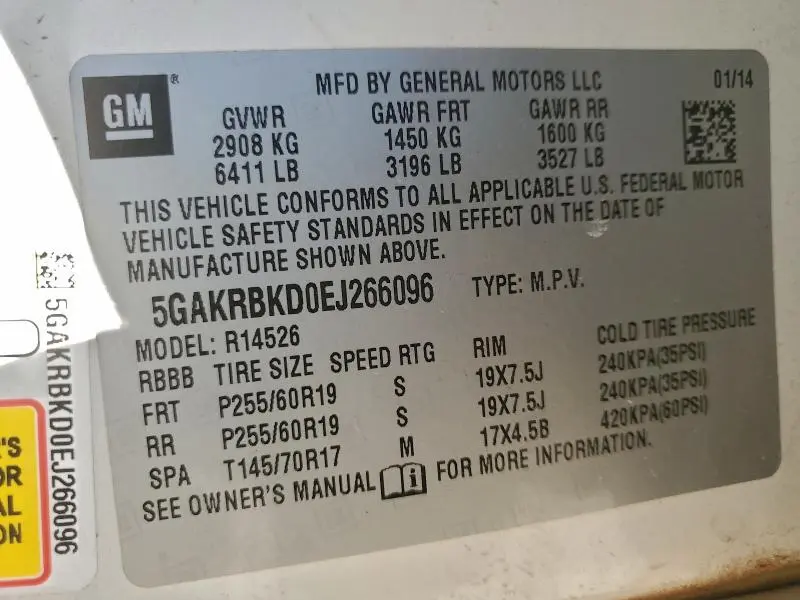 GM®
MFD BY GENERAL MOTORS LLC 01/14
GVWR GAWR FRT GAWR RR
2908 KG 1450 KG 1600 KG
6411 LB 3196 LB 3527 LB
THIS VEHICLE CONFORMS TO ALL APPLICABLE U.S. FEDERAL MOTOR
VEHICLE SAFETY STANDARDS IN EFFECT ON THE DATE OF
MANUFACTURE SHOWN ABOVE.
5GAKRBKD0EJ266096 TYPE: M.P.V.
MODEL: R14526
RBBB TIRE SIZE SPEED RTG RIM COLD TIRE PRESSURE
FRT P255/60R19 S 19X7.5J 240KPA(35PSI)
RR P255/60R19 S 19X7.5J 240KPA(35PSI)
SPA T145/70R17 M 17X4.5B 420KPA(60PSI)
SEE OWNER'S MANUAL FOR MORE INFORMATION.
5GAKRBKD0EJ266096
'S
OR
AL
ON